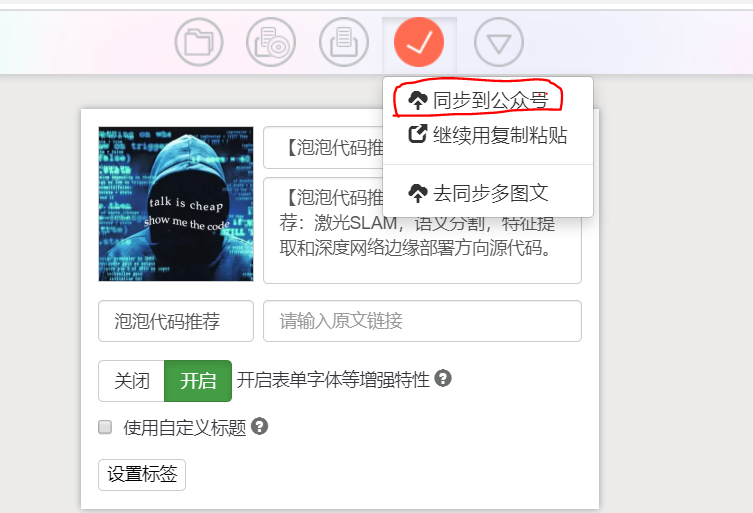 同步到公众号
继续用复制粘贴
去同步多图文
talk is cheap
show me the code
【泡泡代码推
【泡泡代码推
荐：激光SLAM，语义分割，特征提
取和深度网络边缘部署方向源代码。
泡泡代码推荐
请输入原文链接
关闭 开启 开启表单字体等增强特性
使用自定义标题
设置标签